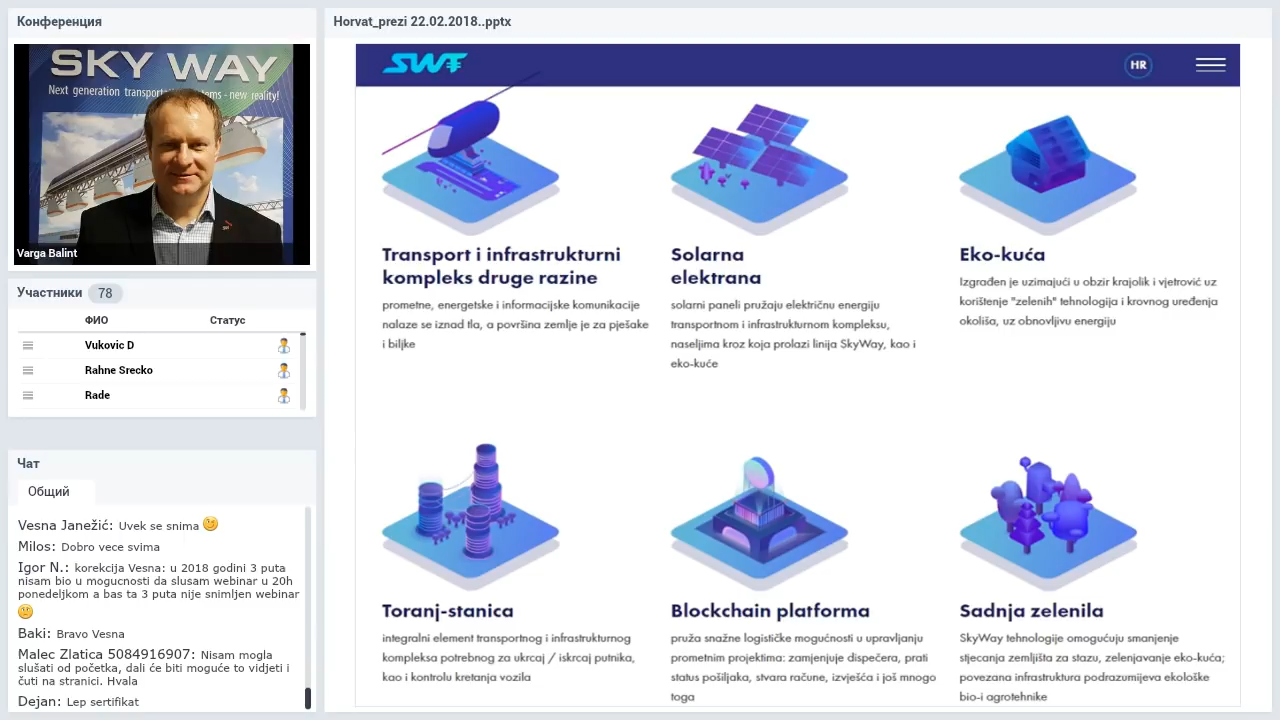 Конференция
SKY WAY
Next generation transportation systems - new reality!
Varga Balint
Участники 78
ФИО Статус
Vukovic D
Rahne Srecko
Rade
Чат
Общий
Vesna Janežić: Uvek se snima
Milos: Dobro vece svima
Igor N.: korekcija Vesna: u 2018 godini 3 puta
nisam bio u mogucnosti da slusam webinar u 20h
ponedeljkom a bas ta 3 puta nije snimljen webinar
Baki: Bravo Vesna
Malec Zlatica 5084916907: Nisam mogla
slušati od početka, dali će biti moguće to vidjeti i
čuti na stranici. Hvala
Dejan: Lep sertifikat
Horvat_prezi 22.02.2018..pptx
SWT
HR
Transport i infrastrukturni
kompleks druge razine
prometne, energetske i informacijske komunikacije
nalaze se iznad tla, a površina zemlje je za pješake
i biljke
Solarna
elektrana
solarni paneli pružaju električnu energiju
transportnom i infrastrukturnom kompleksu,
naseljima kroz koja prolazi linija SkyWay, kao i
eko-kuće
Eko-kuća
Izgrađen je uzimajući u obzir krajolik i vjetrović uz
korištenje "zelenih" tehnologija i krovnog uređenja
okoliša, uz obnovljivu energiju
Toranj-stanica
integralni element transportnog i infrastrukturnog
kompleksa potrebnog za ukrcaj / iskrcaj putnika,
kao i kontrolu kretanja vozila
Blockchain platforma
pruža snažne logističke mogućnosti u upravljanju
prometnim projektima: zamjenjuje dispečera, prati
status pošiljaka, stvara račune, izvješća i još mnogo
toga
Sadnja zelenila
SkyWay tehnologije omogućuju smanjenje
stjecanja zemljišta za stazu, zelenjavanje eko-kuća;
povezana infrastruktura podrazumijeva ekološke
bio-i agrotehnike